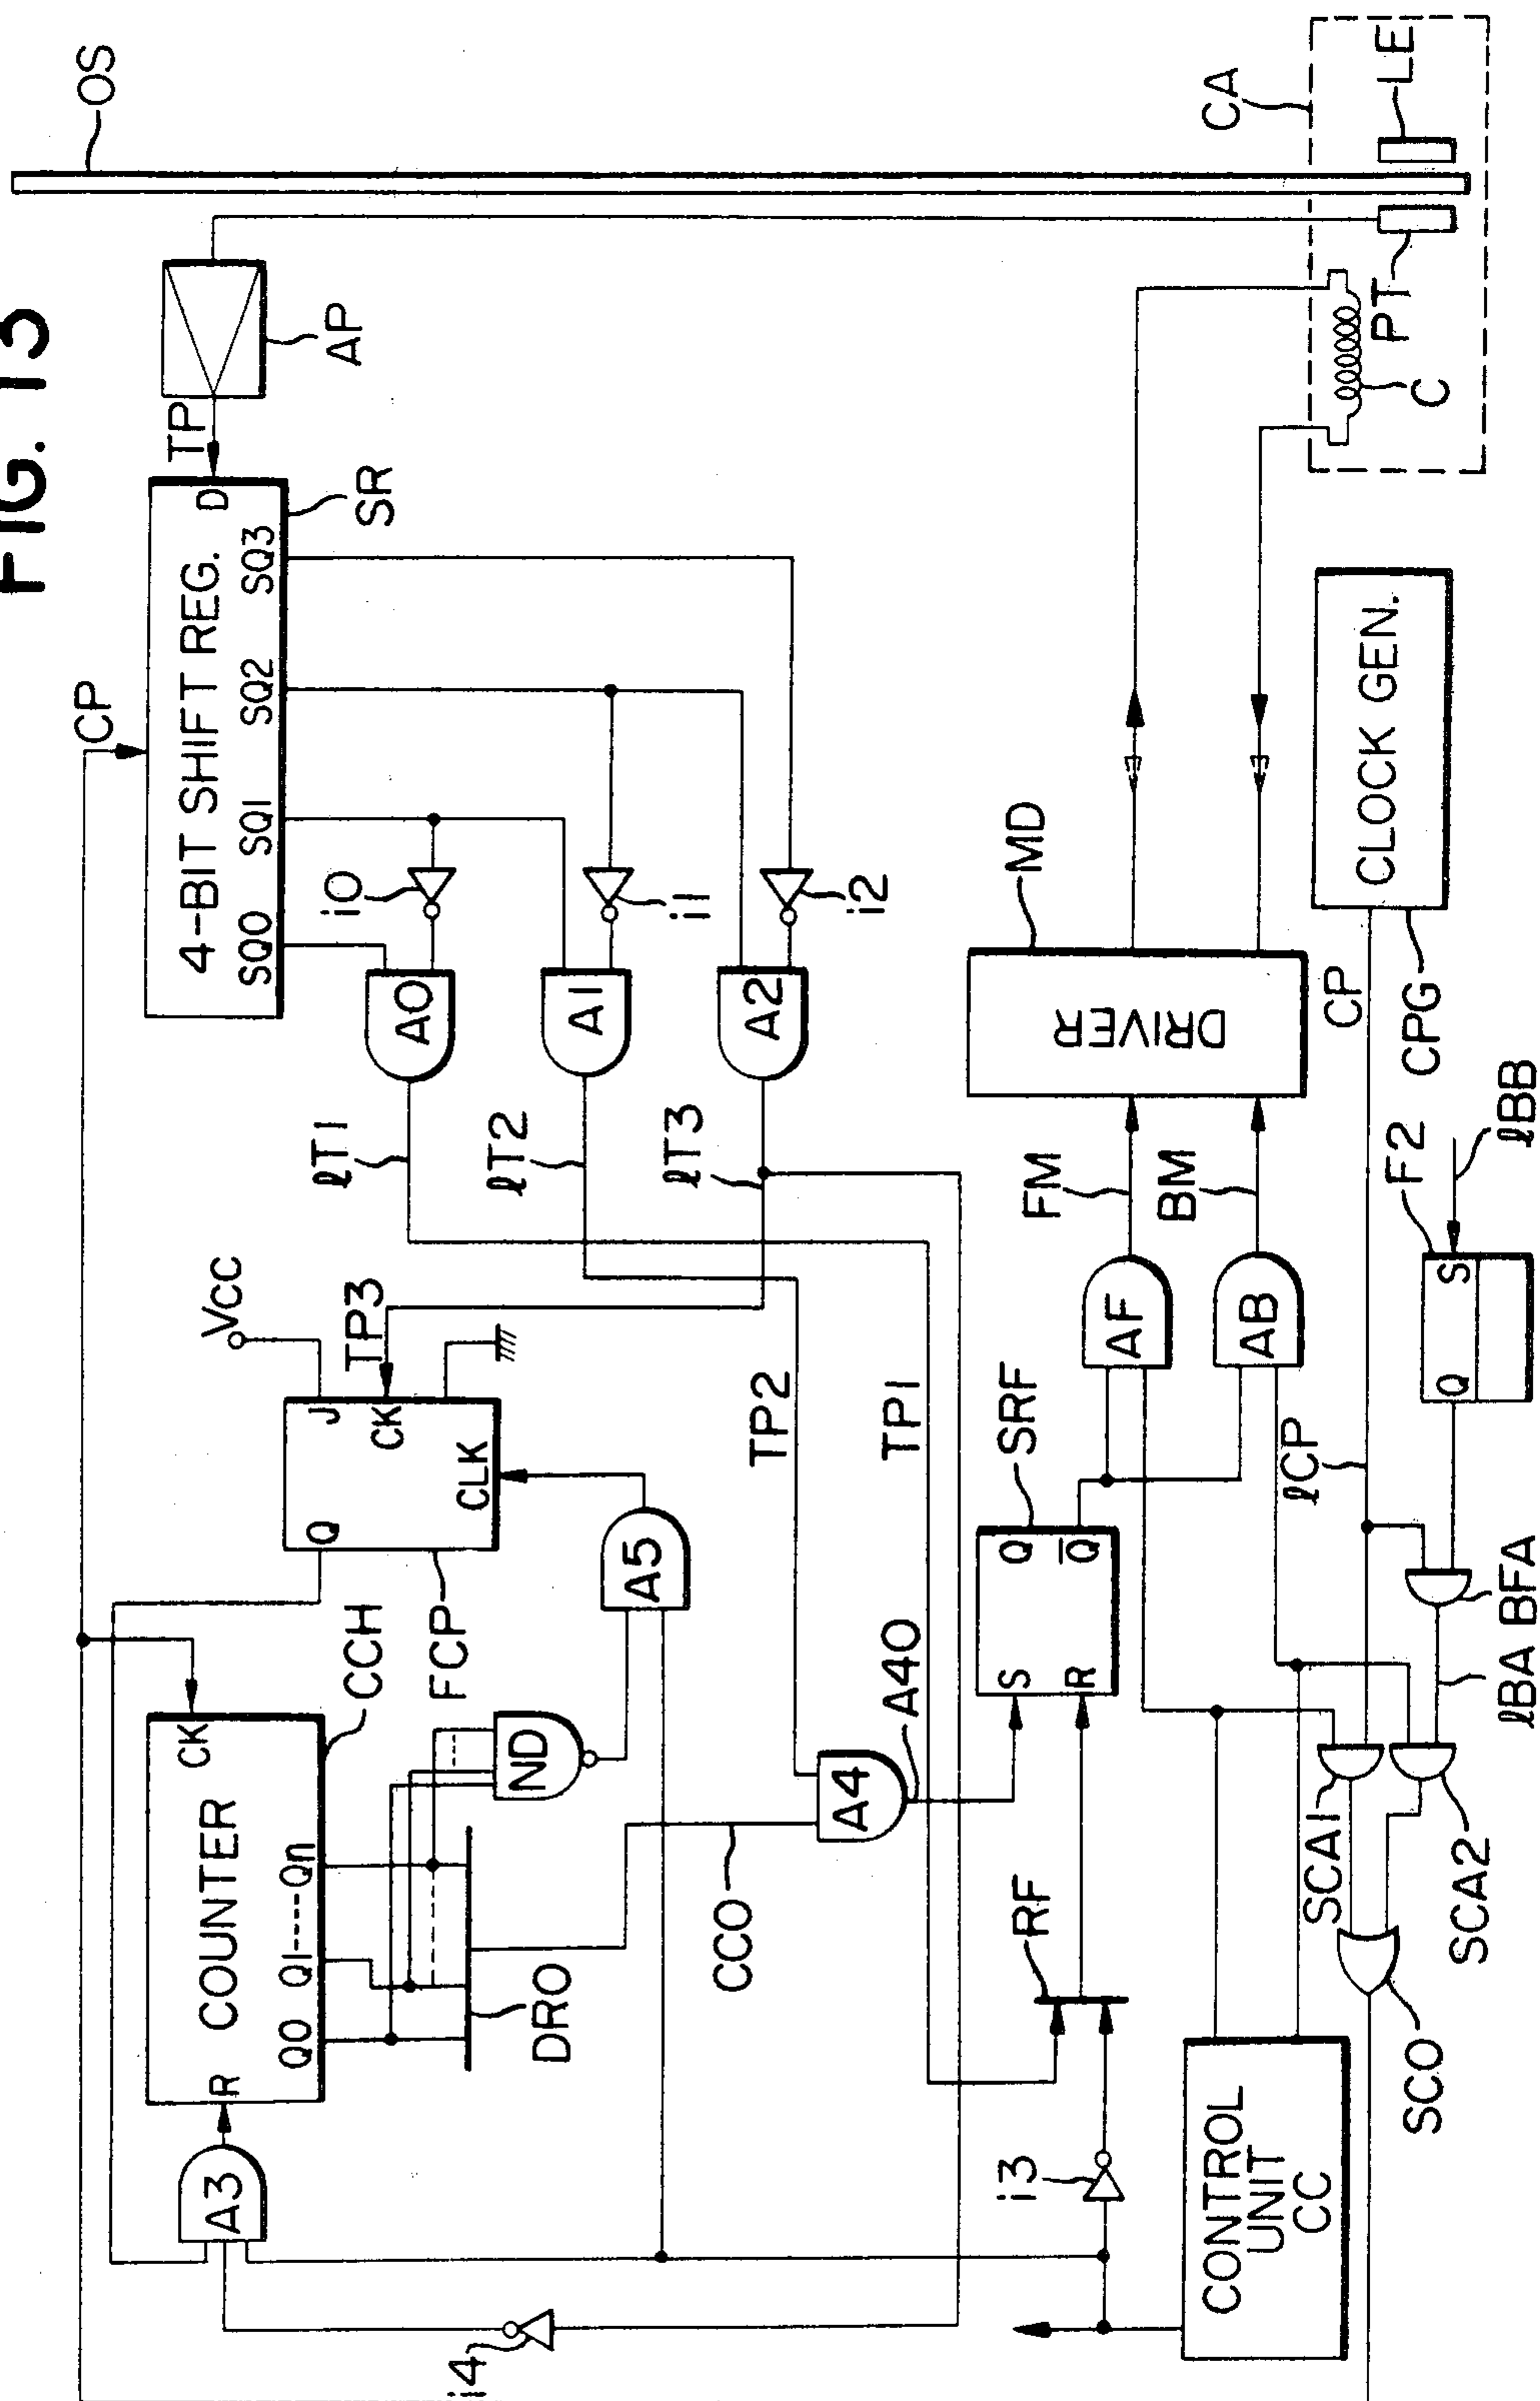 FIG. 13
OS
CP
AP
TP
4-BIT SHIFT REG.
D
SQ0
SQ1
SQ2
SQ3
SR
i0
i1
i2
A0
A1
A2
ℓT1
ℓT2
ℓT3
Vcc
TP3
J
CK
Q
CLK
FCP
A5
TP2
TP1
CK
COUNTER
R
Q0
Q1----Qn
CCH
ND
DRO
CCO
A3
A4
A40
i4
CA
LE
PT
C
MD
DRIVER
FM
BM
AF
AB
SRF
Q
Q̅
S
R
RF
i3
CONTROL
UNIT
CC
CLOCK GEN.
CP
CPG
ℓCP
F2
S
Q
ℓBB
BFA
ℓBA
SCA1
SCA2
SCO